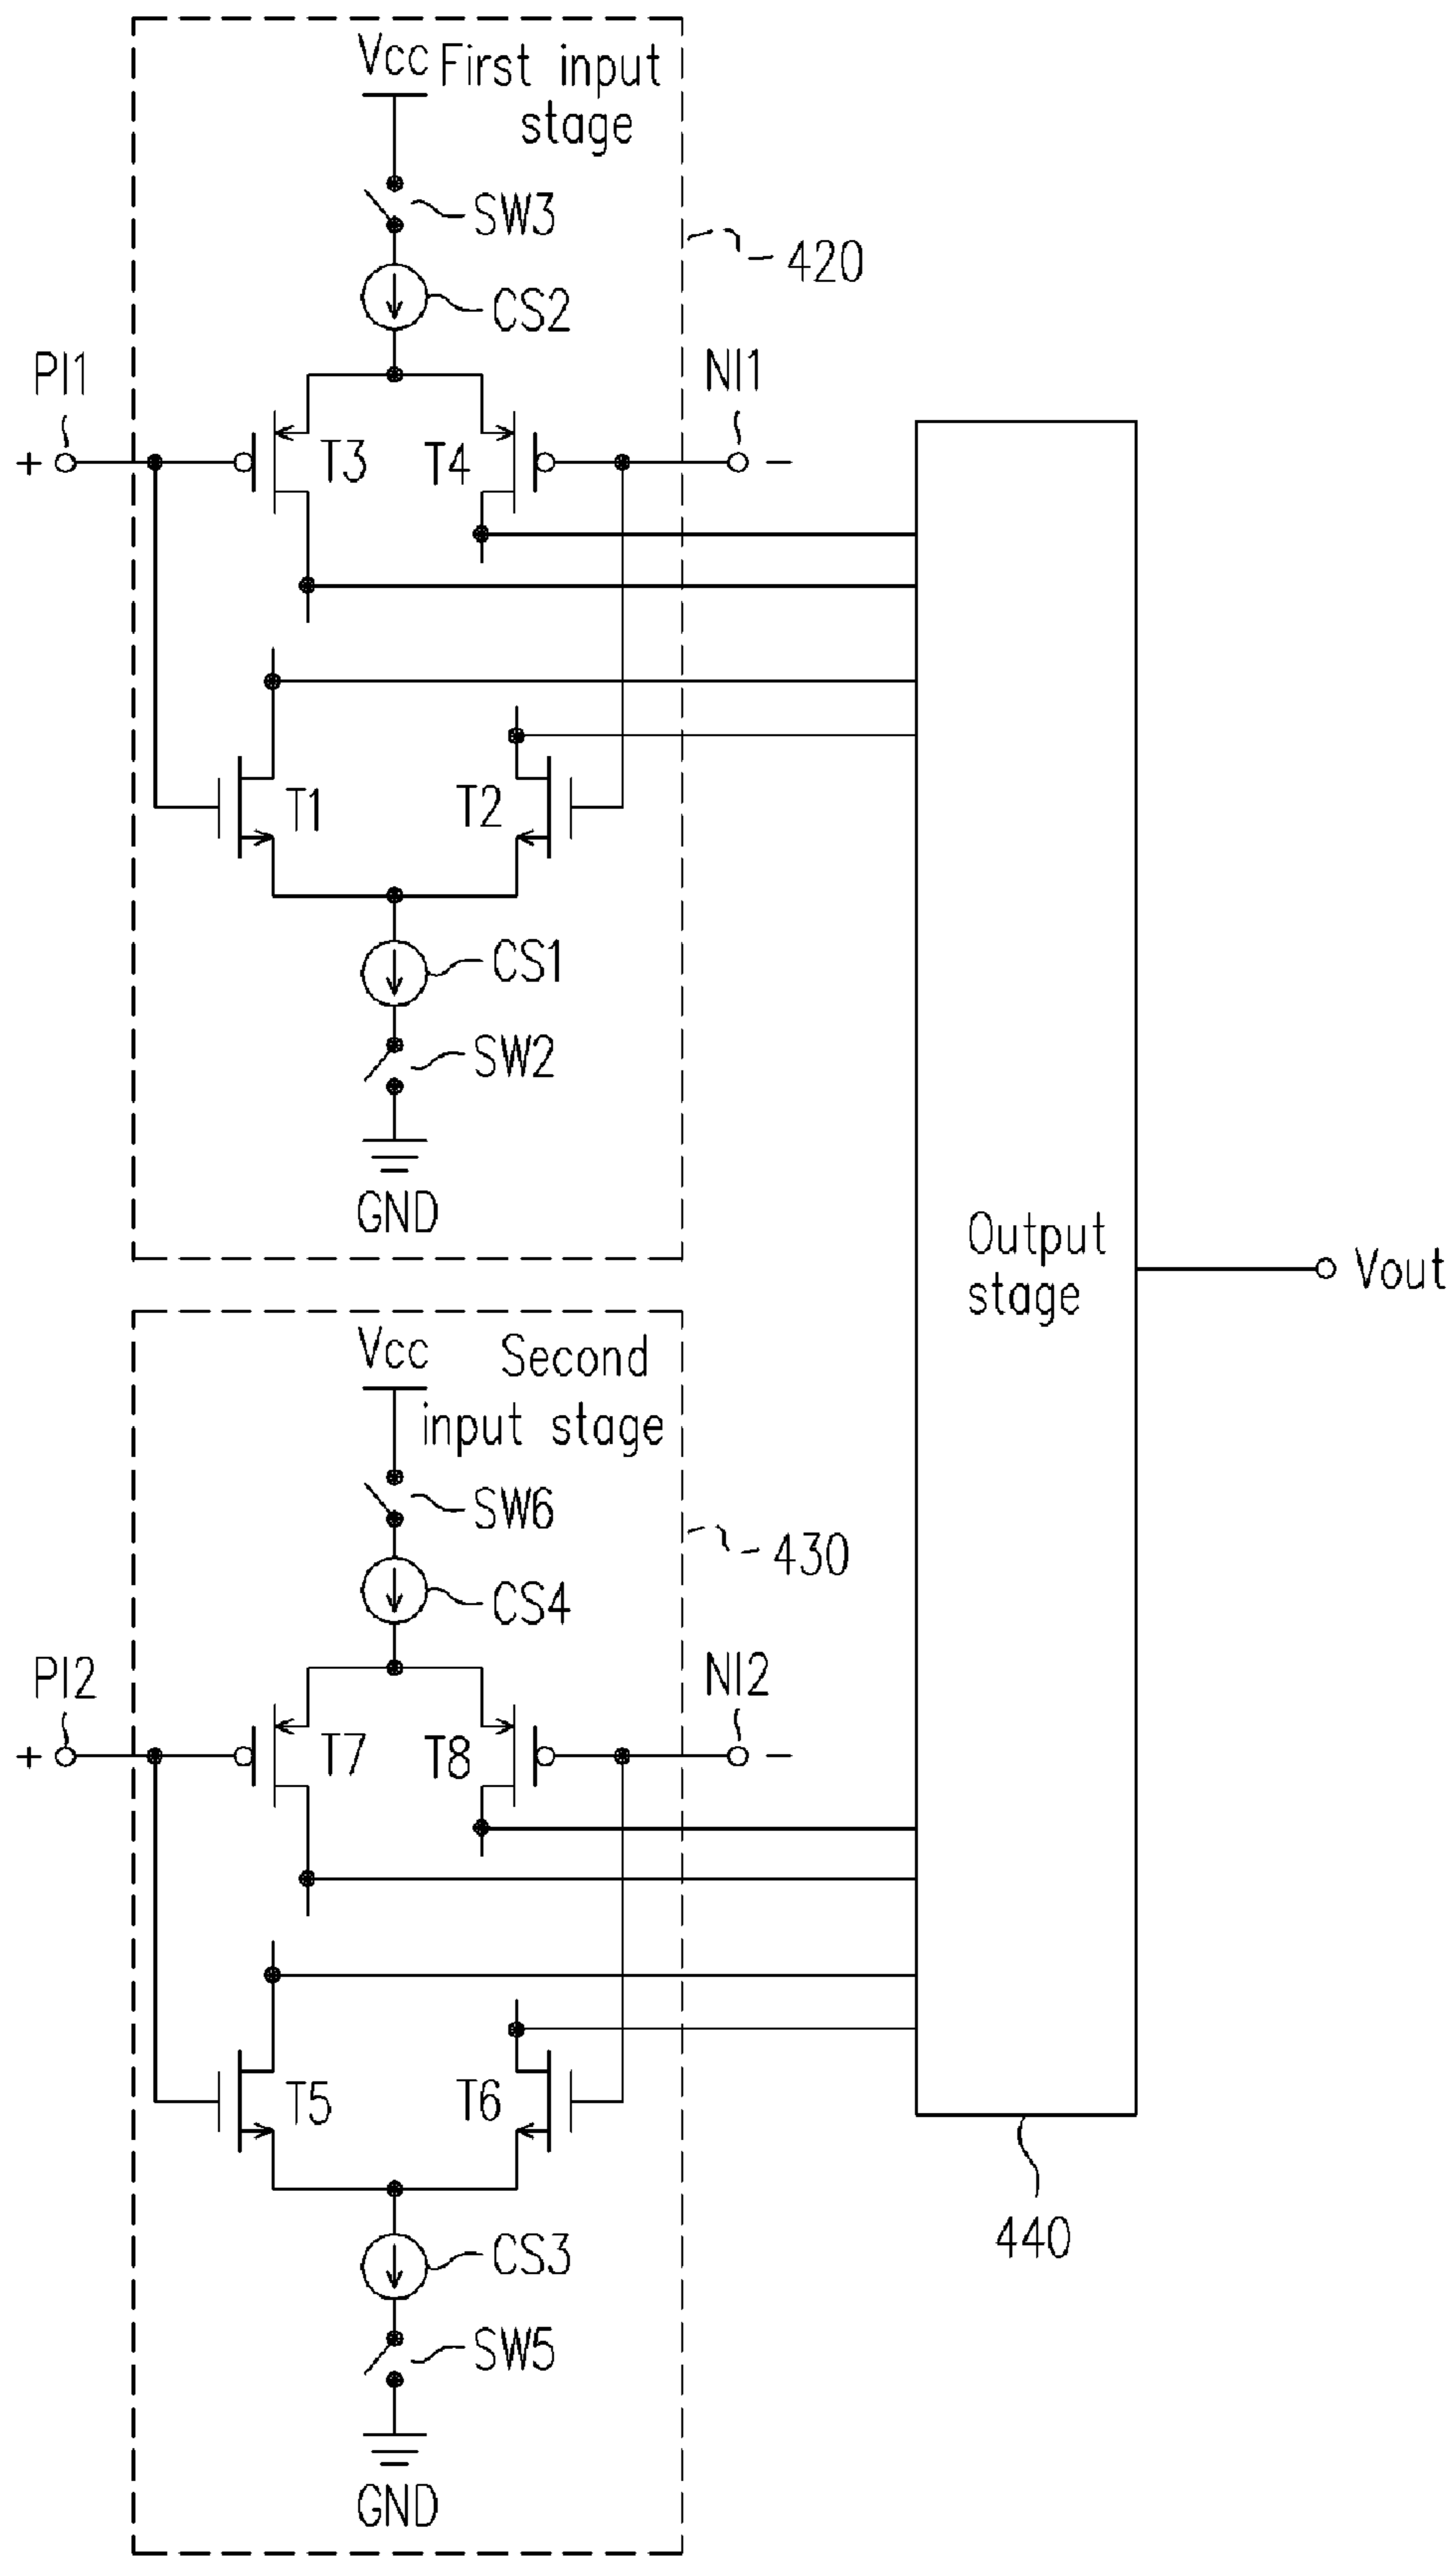 Vcc First input
stage
SW3
420
CS2
PI1
NI1
+
T3
T4
−
T1
T2
CS1
SW2
GND
Output
stage
Vout
Vcc Second
input stage
SW6
430
CS4
PI2
NI2
+
T7
T8
−
T5
T6
440
CS3
SW5
GND